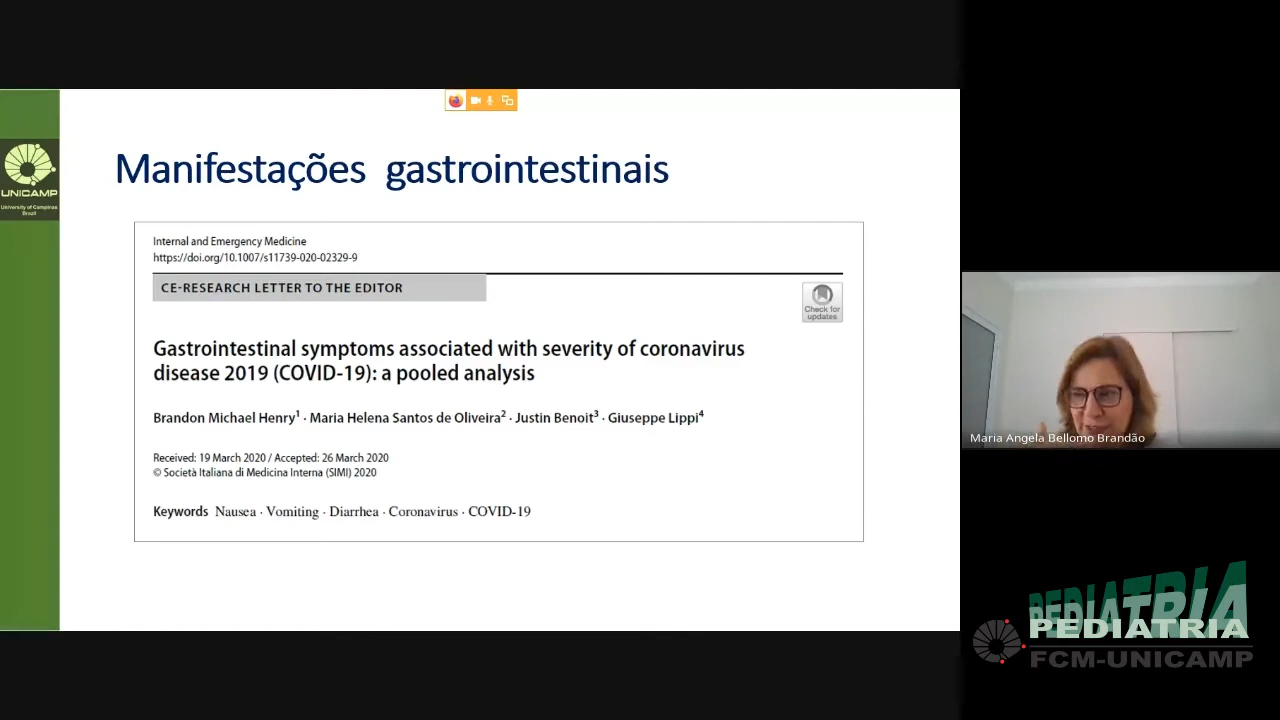 UNICAMP
University of Campinas
Brazil
Manifestações gastrointestinais
Internal and Emergency Medicine
https://doi.org/10.1007/s11739-020-02329-9
CE-RESEARCH LETTER TO THE EDITOR
Check for
updates
Gastrointestinal symptoms associated with severity of coronavirus
disease 2019 (COVID-19): a pooled analysis
Brandon Michael Henry1 · Maria Helena Santos de Oliveira2 · Justin Benoit3 · Giuseppe Lippi4
Received: 19 March 2020 / Accepted: 26 March 2020
© Società Italiana di Medicina Interna (SIMI) 2020
Keywords Nausea · Vomiting · Diarrhea · Coronavirus · COVID-19
Maria Angela Bellomo Brandão
PEDIATRIA
PEDIATRIA
FCM-UNICAMP